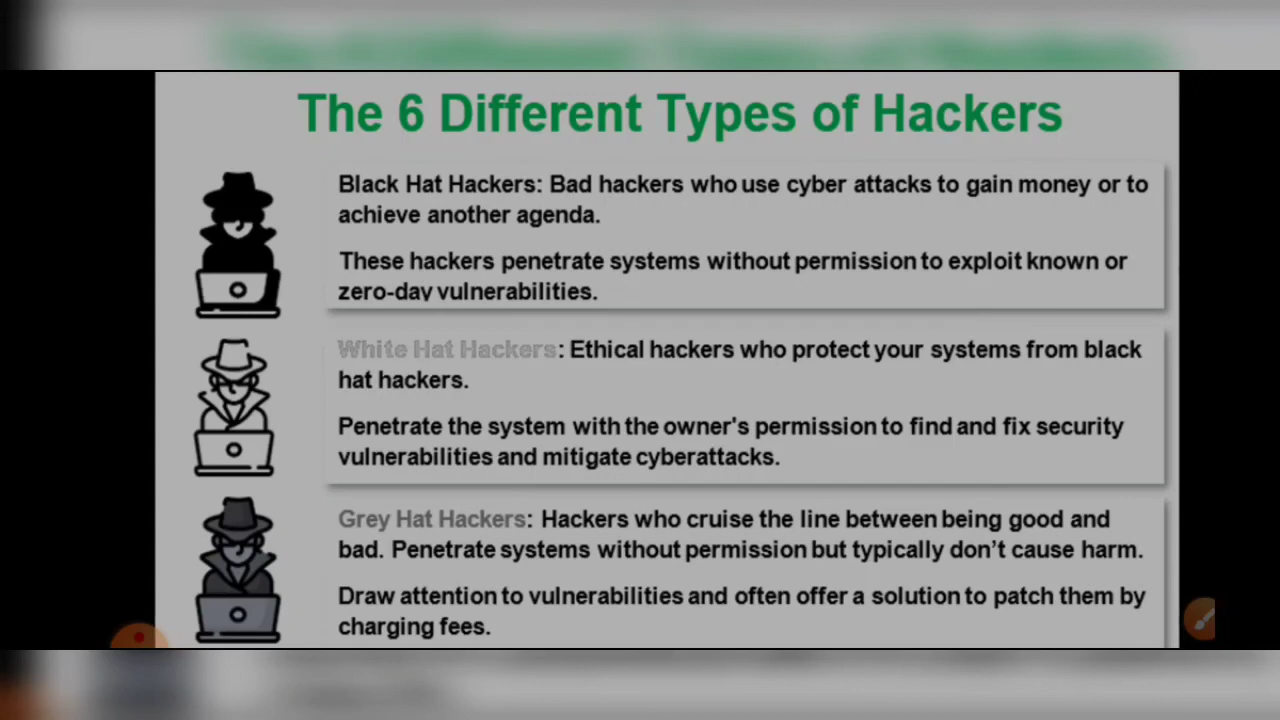 The 6 Different Types of Hackers
Black Hat Hackers: Bad hackers who use cyber attacks to gain money or to
achieve another agenda.
These hackers penetrate systems without permission to exploit known or
zero-day vulnerabilities.
White Hat Hackers: Ethical hackers who protect your systems from black
hat hackers.
Penetrate the system with the owner's permission to find and fix security
vulnerabilities and mitigate cyberattacks.
Grey Hat Hackers: Hackers who cruise the line between being good and
bad. Penetrate systems without permission but typically don’t cause harm.
Draw attention to vulnerabilities and often offer a solution to patch them by
charging fees.